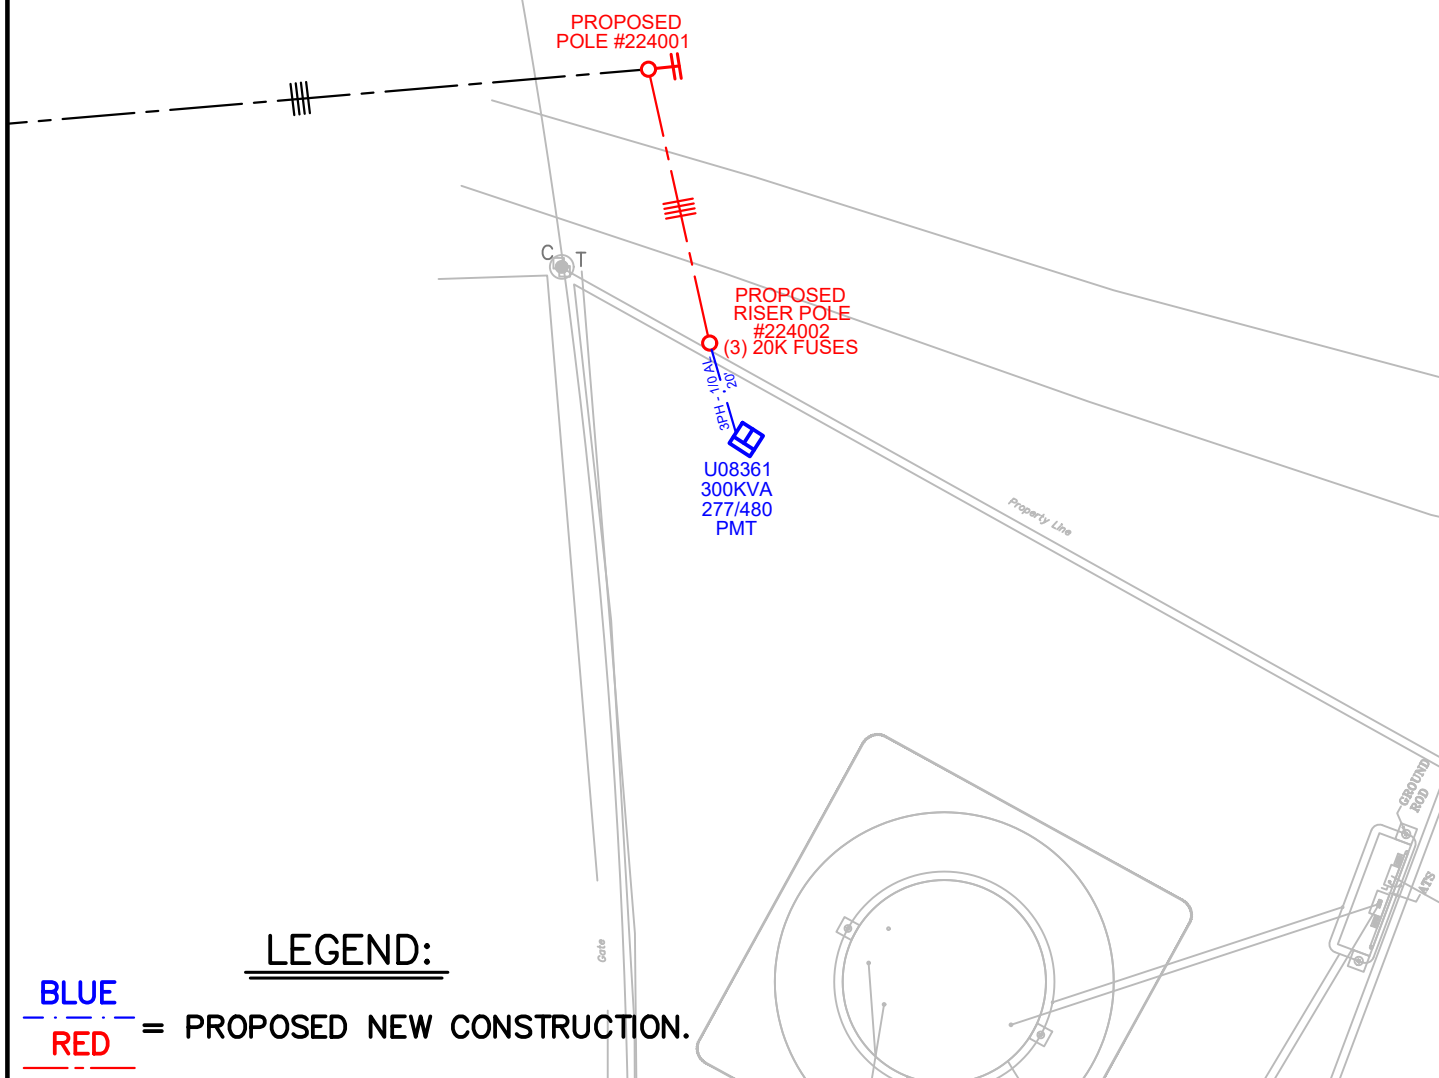 PROPOSED
POLE #224001
C T
PROPOSED
RISER POLE
#224002
(3) 20K FUSES
3PH - 1/0 AL
20'
U08361
300KVA
277/480
PMT
Property Line
GROUND
ROD
ATS
Gate
LEGEND:
BLUE
RED
= PROPOSED NEW CONSTRUCTION.